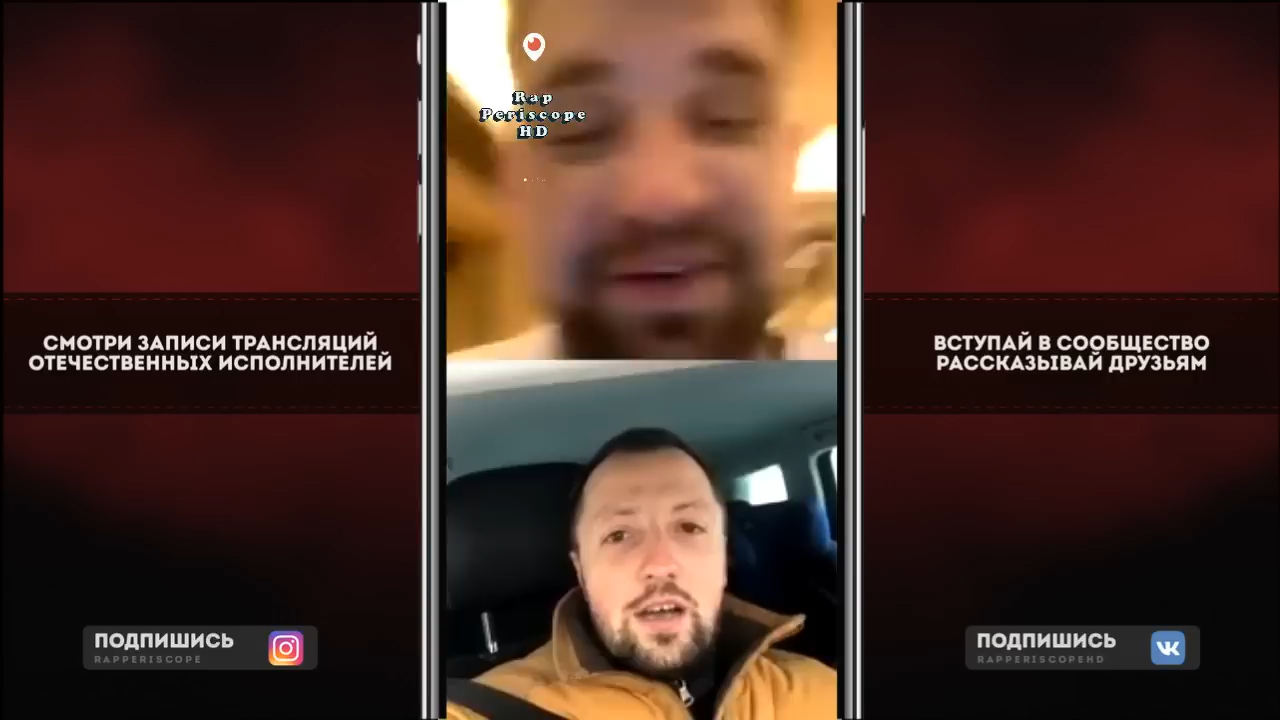 Rap
Periscope
HD
СМОТРИ ЗАПИСИ ТРАНСЛЯЦИЙ
ОТЕЧЕСТВЕННЫХ ИСПОЛНИТЕЛЕЙ
ВСТУПАЙ В СООБЩЕСТВО
РАССКАЗЫВАЙ ДРУЗЬЯМ
ПОДПИШИСЬ
RAPPERISCOPE
ПОДПИШИСЬ
RAPPERISCOPEHD